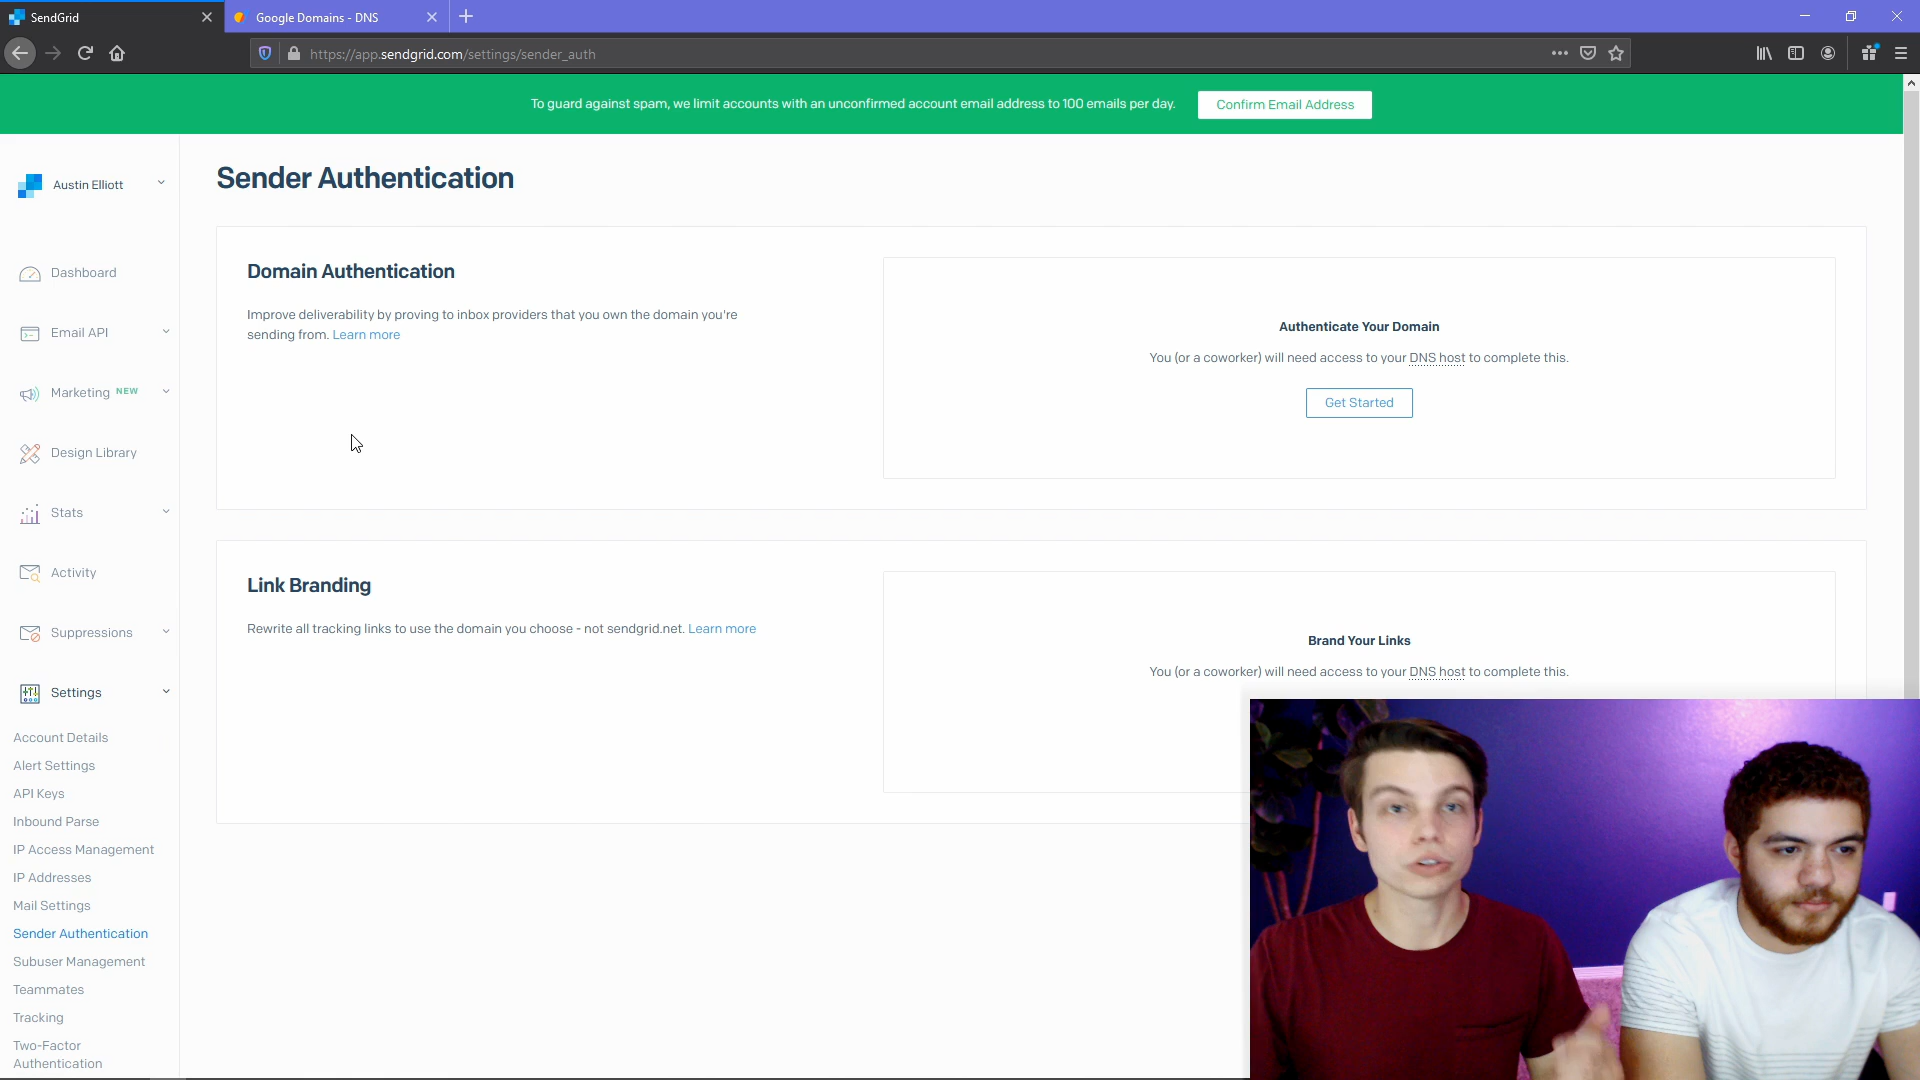 SendGrid
Google Domains - DNS
https://app.sendgrid.com/settings/sender_auth
To guard against spam, we limit accounts with an unconfirmed account email address to 100 emails per day.
Confirm Email Address
Austin Elliott
Dashboard
Email API
Marketing NEW
Design Library
Stats
Activity
Suppressions
Settings
Account Details
Alert Settings
API Keys
Inbound Parse
IP Access Management
IP Addresses
Mail Settings
Sender Authentication
Subuser Management
Teammates
Tracking
Two-Factor
Authentication
Sender Authentication
Domain Authentication
Improve deliverability by proving to inbox providers that you own the domain you're
sending from. Learn more
Authenticate Your Domain
You (or a coworker) will need access to your DNS host to complete this.
Get Started
Link Branding
Rewrite all tracking links to use the domain you choose - not sendgrid.net. Learn more
Brand Your Links
You (or a coworker) will need access to your DNS host to complete this.